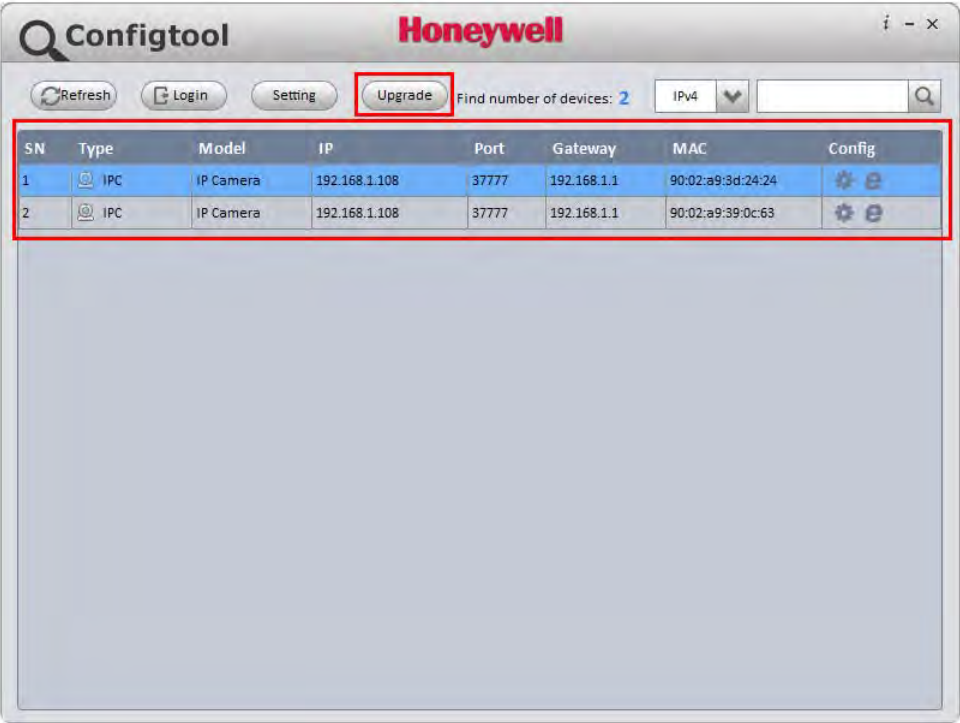 Configtool Honeywell i - ×
Refresh Login Setting Upgrade Find number of devices: 2 IPv4
SN Type Model IP Port Gateway MAC Config
1 IPC IP Camera 192.168.1.108 37777 192.168.1.1 90:02:a9:3d:24:24
2 IPC IP Camera 192.168.1.108 37777 192.168.1.1 90:02:a9:39:0c:63